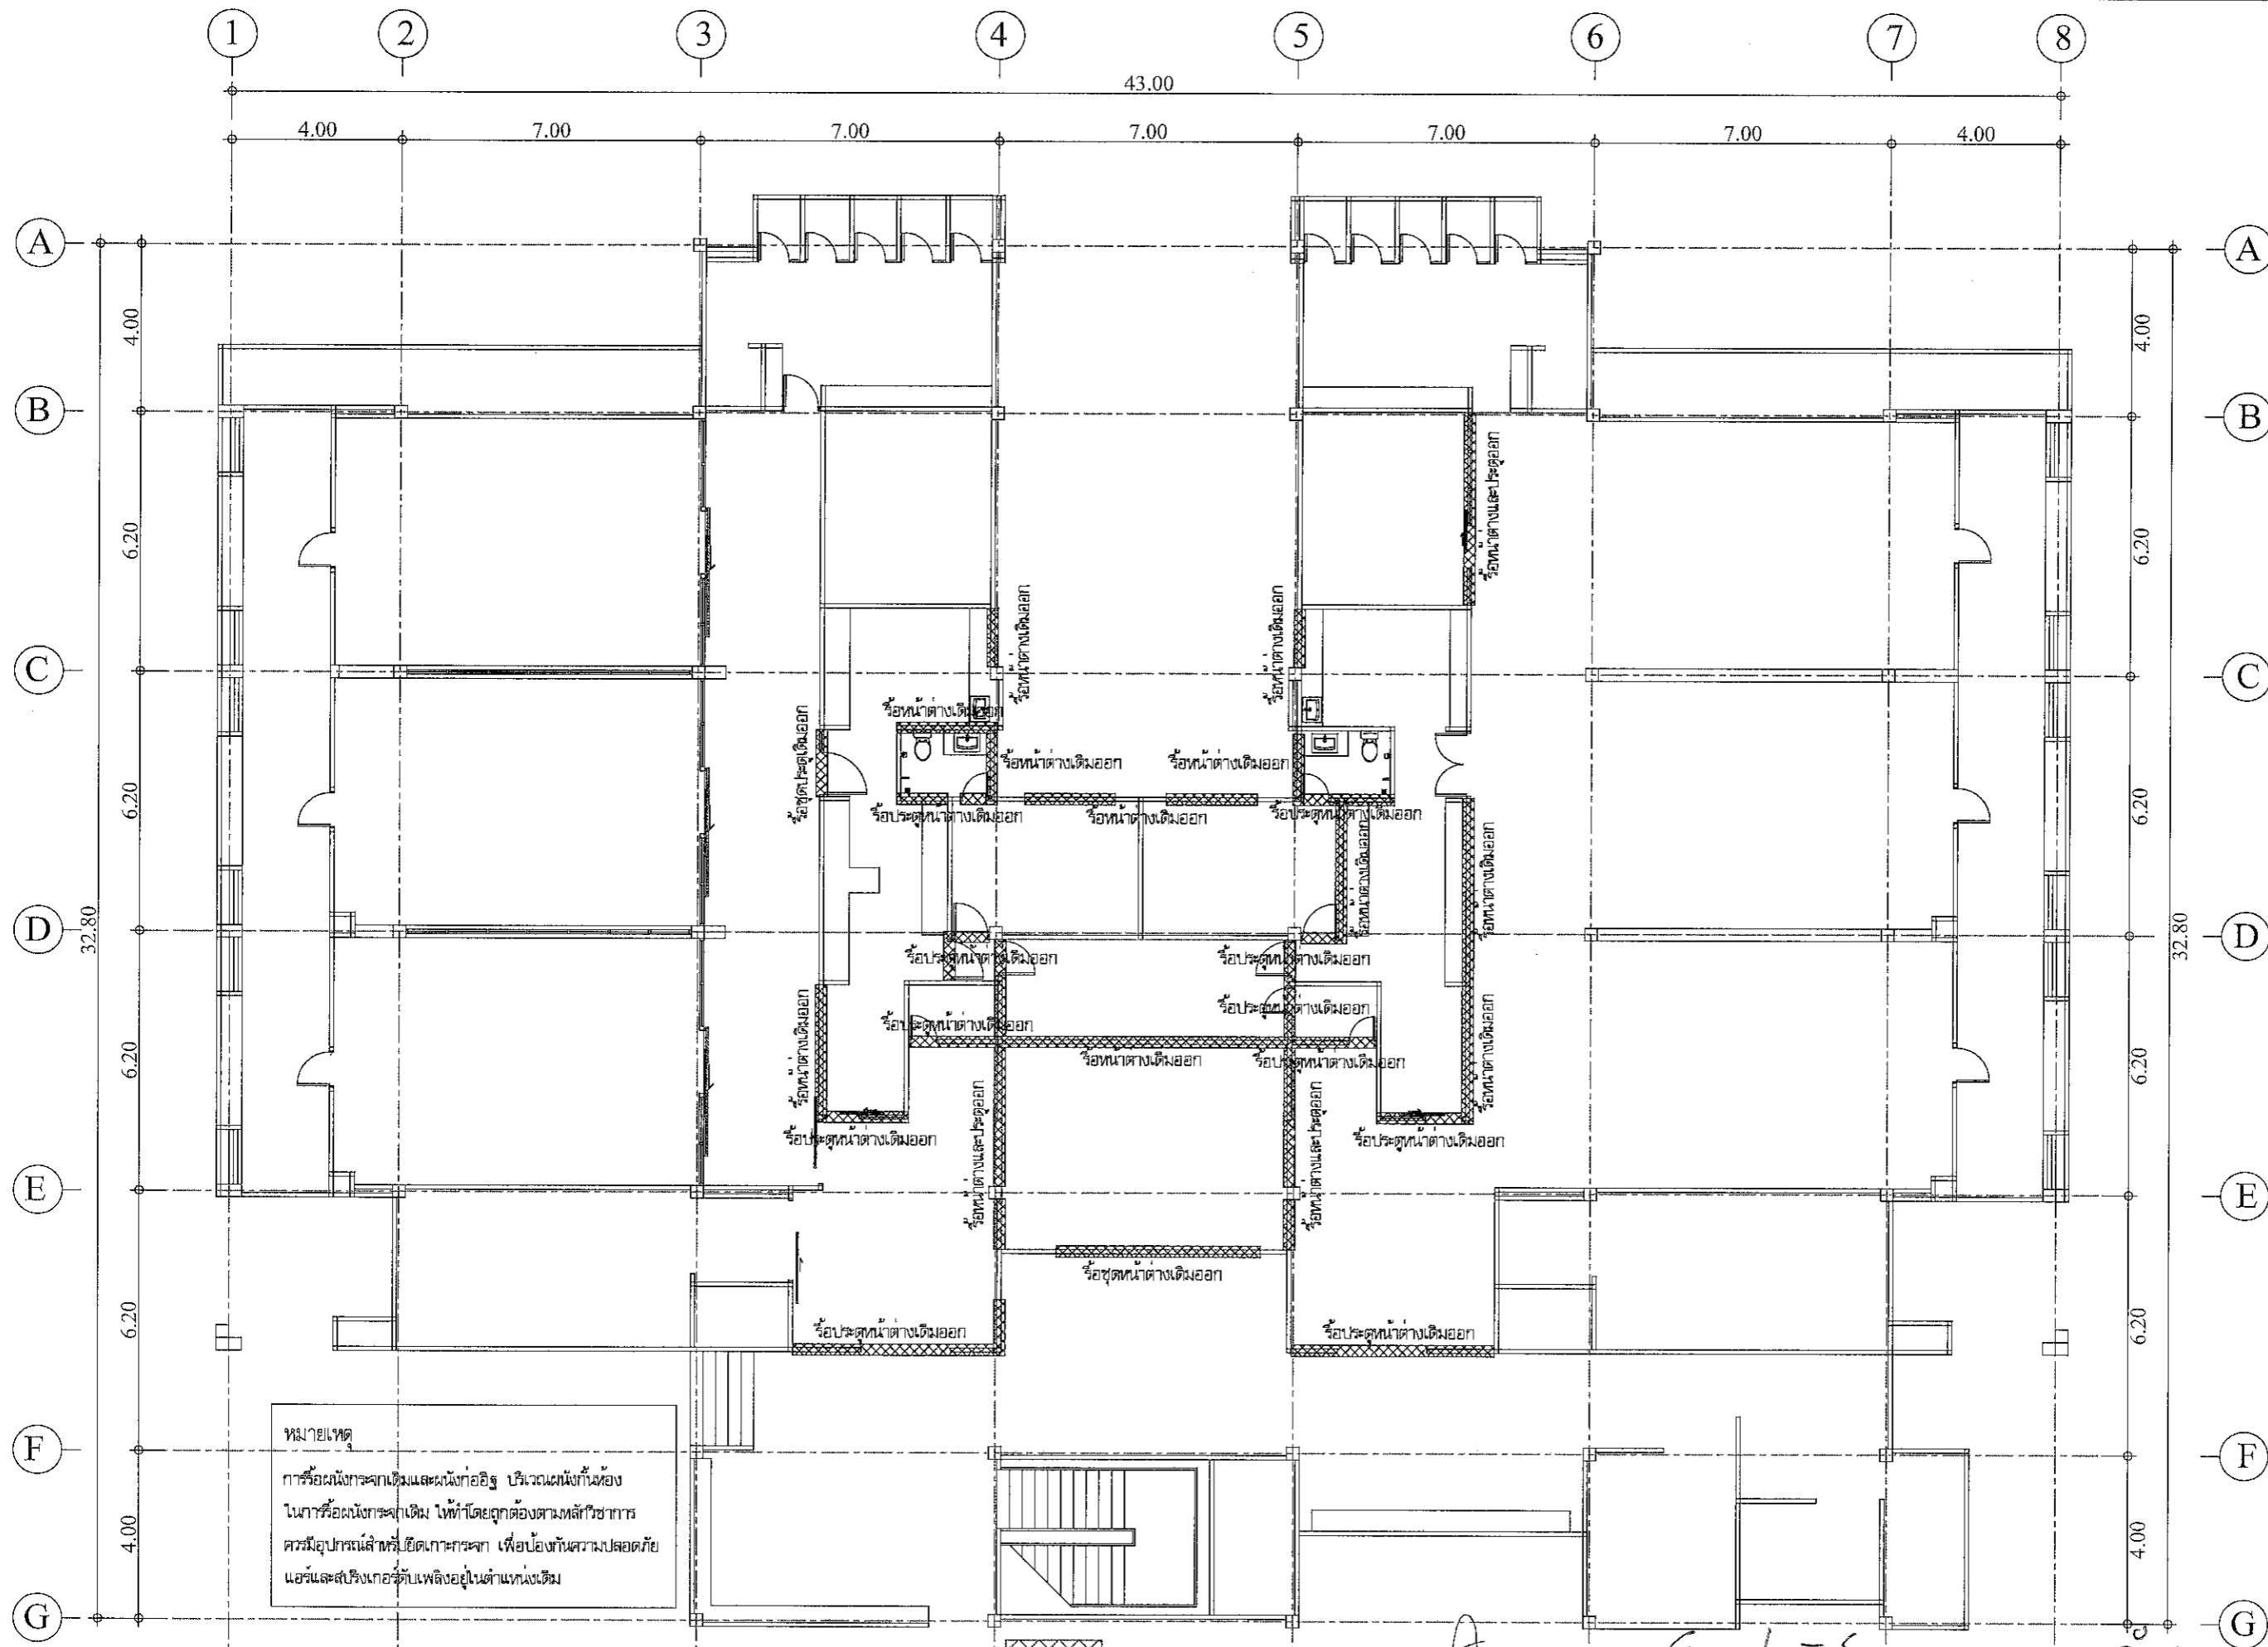 1 2 3 4 5 6 7 8
43.00
4.00 7.00 7.00 7.00 7.00 7.00 4.00
A A
4.00 4.00
B B
รื้อหน้าต่างและประตูออก
6.20 6.20
รื้อหน้าต่างเดิมออก รื้อหน้าต่างเดิมออก
C C
รื้อหน้าต่างเดิมออก
รื้อชุดประตูเดิมออก
รื้อหน้าต่างเดิมออก รื้อหน้าต่างเดิมออก
6.20 6.20
รื้อประตูหน้าต่างเดิมออก รื้อหน้าต่างเดิมออก รื้อประตูหน้าต่างเดิมออก
รื้อหน้าต่างเดิมออก รื้อหน้าต่างเดิมออก
32.80 32.80
D D
รื้อประตูหน้าต่างเดิมออก รื้อประตูหน้าต่างเดิมออก
รื้อประตูหน้าต่างเดิมออก รื้อประตูหน้าต่างเดิมออก
รื้อหน้าต่างเดิมออก รื้อหน้าต่างเดิมออก
6.20 6.20
รื้อหน้าต่างเดิมออก รื้อประตูหน้าต่างเดิมออก
รื้อประตูหน้าต่างเดิมออก รื้อประตูหน้าต่างเดิมออก
รื้อหน้าต่างและประตูออก รื้อหน้าต่างและประตูออก
E E
รื้อชุดหน้าต่างเดิมออก
6.20 6.20
รื้อประตูหน้าต่างเดิมออก รื้อประตูหน้าต่างเดิมออก
F F
หมายเหตุ
การรื้อผนังกระจกเดิมและผนังก่ออิฐ บริเวณผนังกั้นห้อง
ในการรื้อผนังกระจกเดิม ให้ทำโดยถูกต้องตามหลักวิชาการ
ควรมีอุปกรณ์สำหรับยึดเกาะกระจก เพื่อป้องกันความปลอดภัย
แอร์และสปริงเกอร์ดับเพลิงอยู่ในตำแหน่งเดิม
4.00 4.00
G G